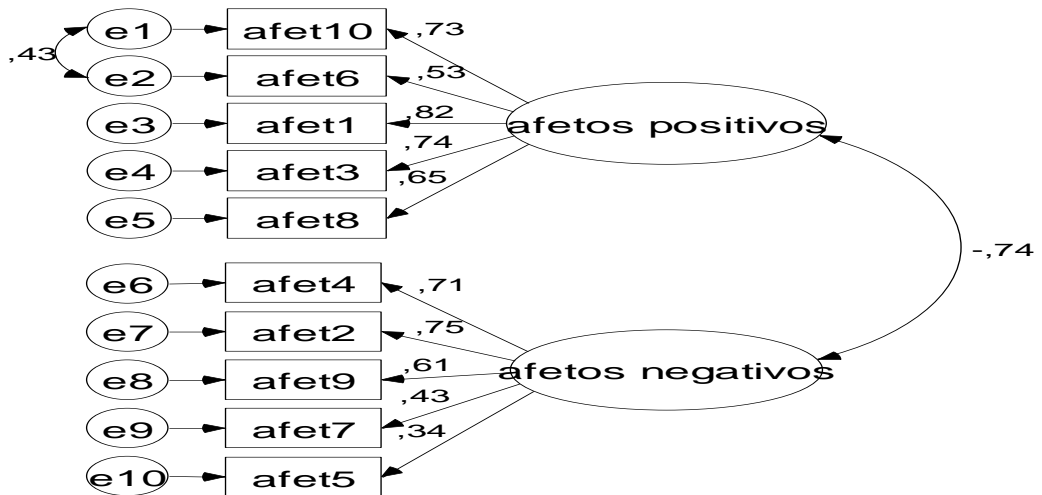 e1 afet10 ,73
,43
e2 afet6 ,53
e3 afet1 ,82 afetos positivos
,74
e4 afet3
,65
e5 afet8
-,74
e6 afet4 ,71
e7 afet2 ,75
e8 afet9 ,61 afetos negativos
,43
e9 afet7
,34
e10 afet5